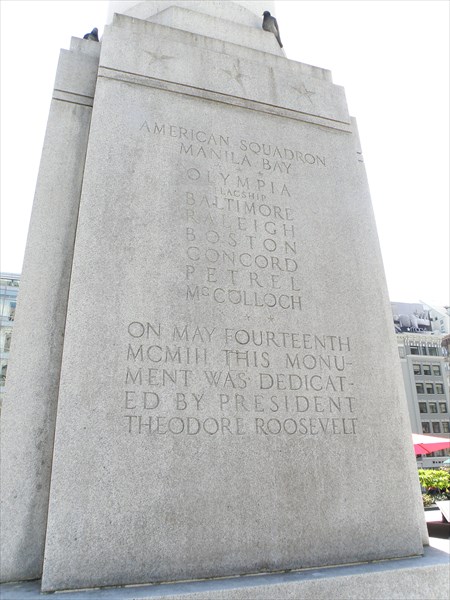 AMERICAN SQUADRON
MANILA BAY
OLYMPIA
FLAGSHIP
BALTIMORE
RALEIGH
BOSTON
CONCORD
PETREL
McCULLOCH
ON MAY FOURTEENTH
MCMIII THIS MONU-
MENT WAS DEDICAT-
ED BY PRESIDENT
THEODORE ROOSEVELT